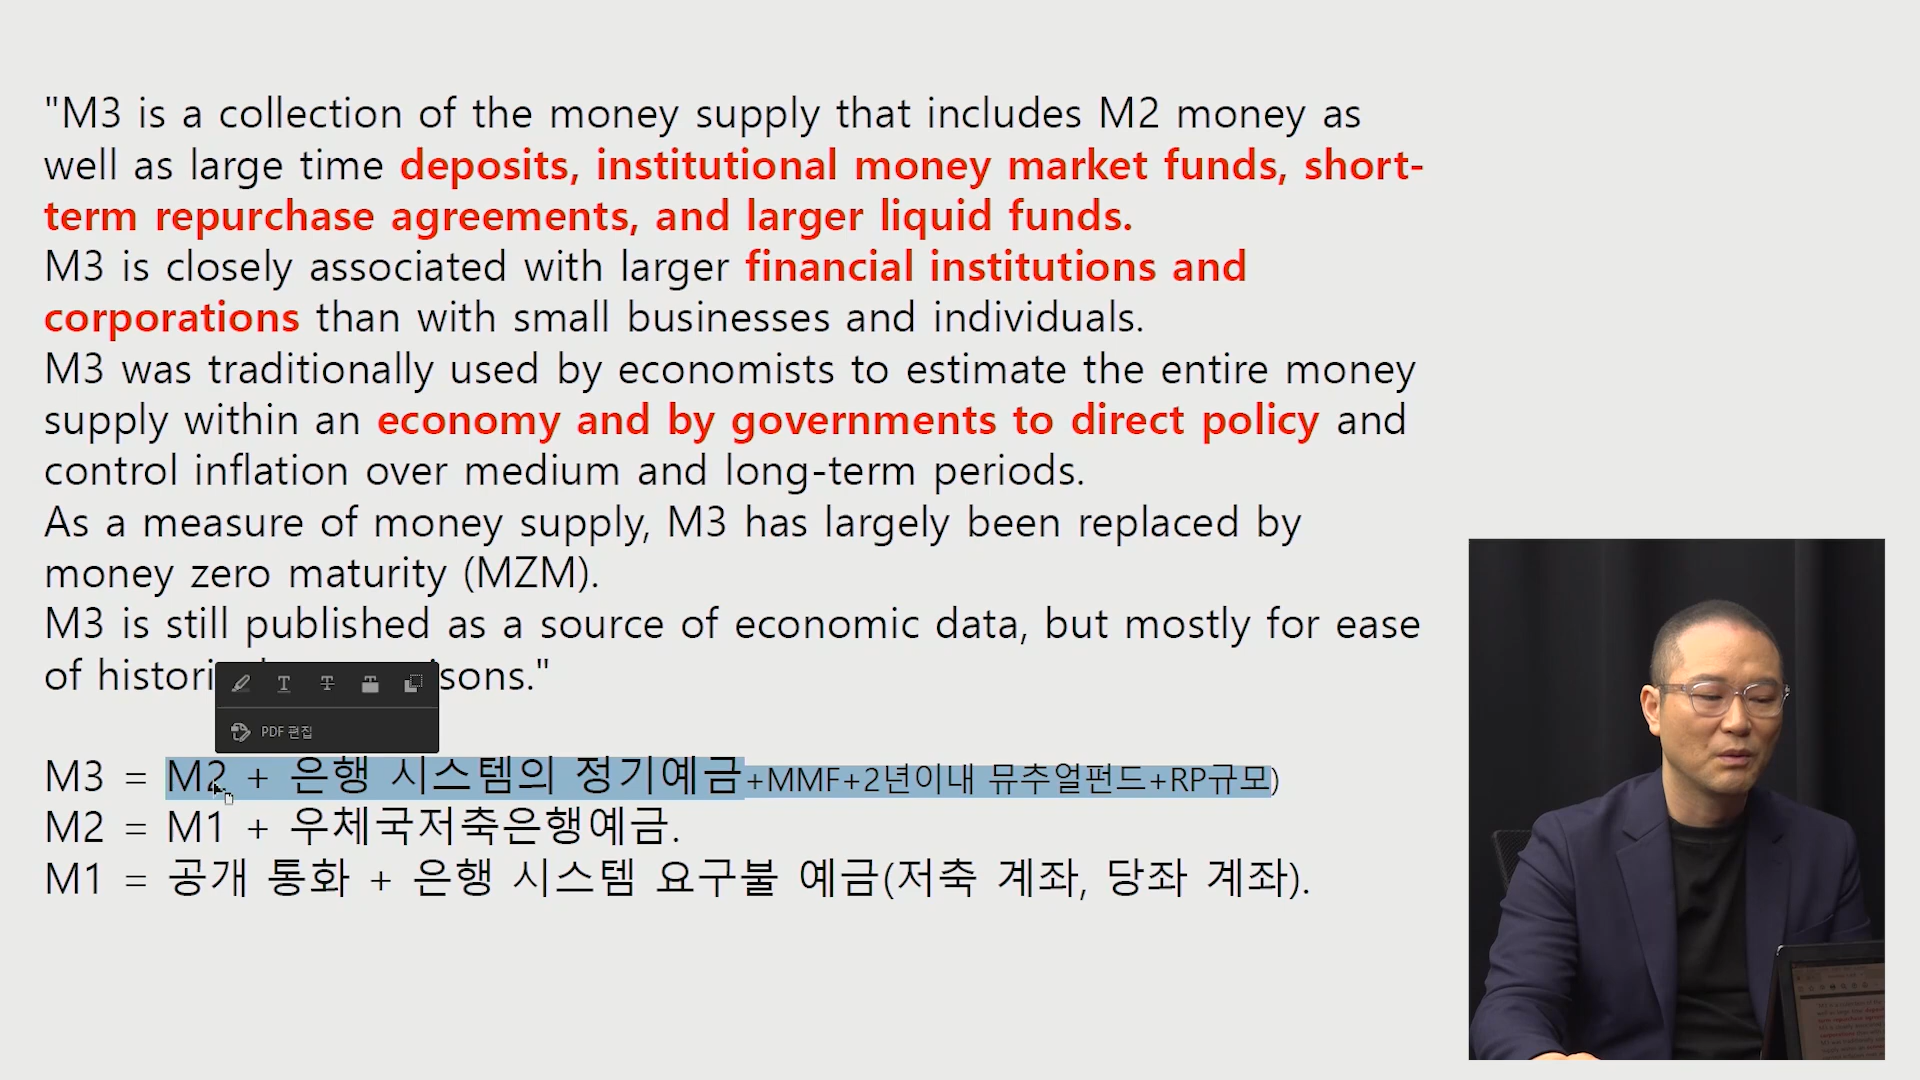 "M3 is a collection of the money supply that includes M2 money as
well as large time deposits, institutional money market funds, short-
term repurchase agreements, and larger liquid funds.
M3 is closely associated with larger financial institutions and
corporations than with small businesses and individuals.
M3 was traditionally used by economists to estimate the entire money
supply within an economy and by governments to direct policy and
control inflation over medium and long-term periods.
As a measure of money supply, M3 has largely been replaced by
money zero maturity (MZM).
M3 is still published as a source of economic data, but mostly for ease
of histori sons."
PDF 편집
M3 = M2 + 은행 시스템의 정기예금+MMF+2년이내 뮤추얼펀드+RP규모)
M2 = M1 + 우체국저축은행예금.
M1 = 공개 통화 + 은행 시스템 요구불 예금(저축 계좌, 당좌 계좌).